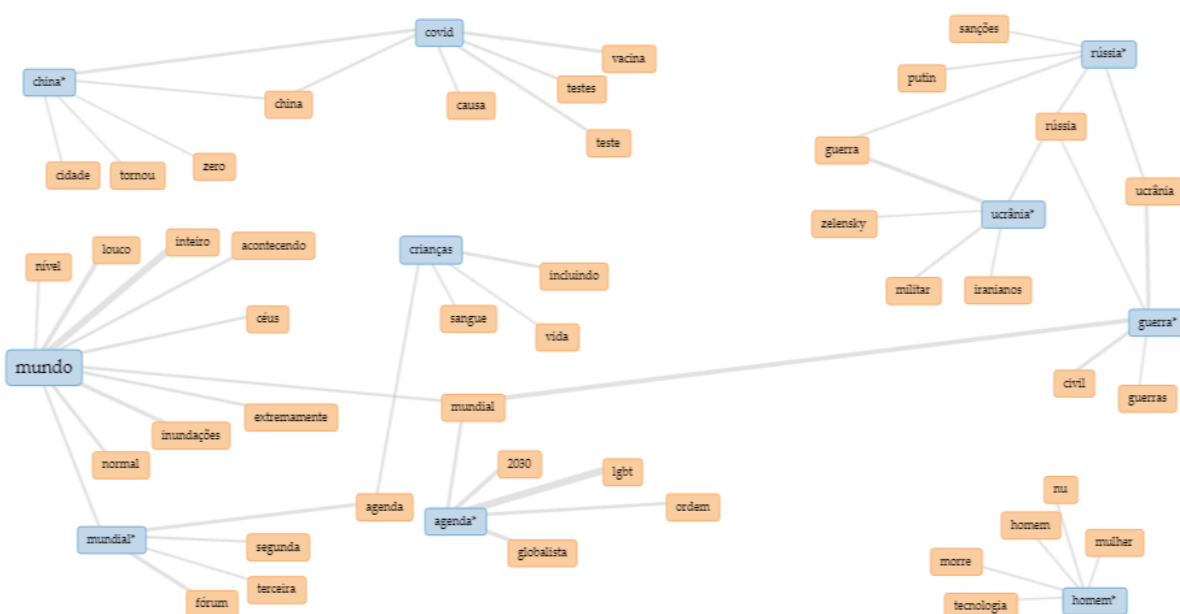 covid
sanções
rússia*
vacina
china*
putin
testes
china
causa
rússia
teste
guerra
zero
cidade
tornou
ucrânia
ucrânia*
zelensky
inteiro
louco
acontecendo
crianças
nível
incluindo
militar
iranianos
céus
sangue
vida
guerra*
mundo
civil
guerras
mundial
extremamente
inundações
normal
2030
lgbt
nu
agenda
ordem
agenda*
homem
mundial*
mulher
segunda
globalista
morre
terceira
fórum
tecnologia
homem*